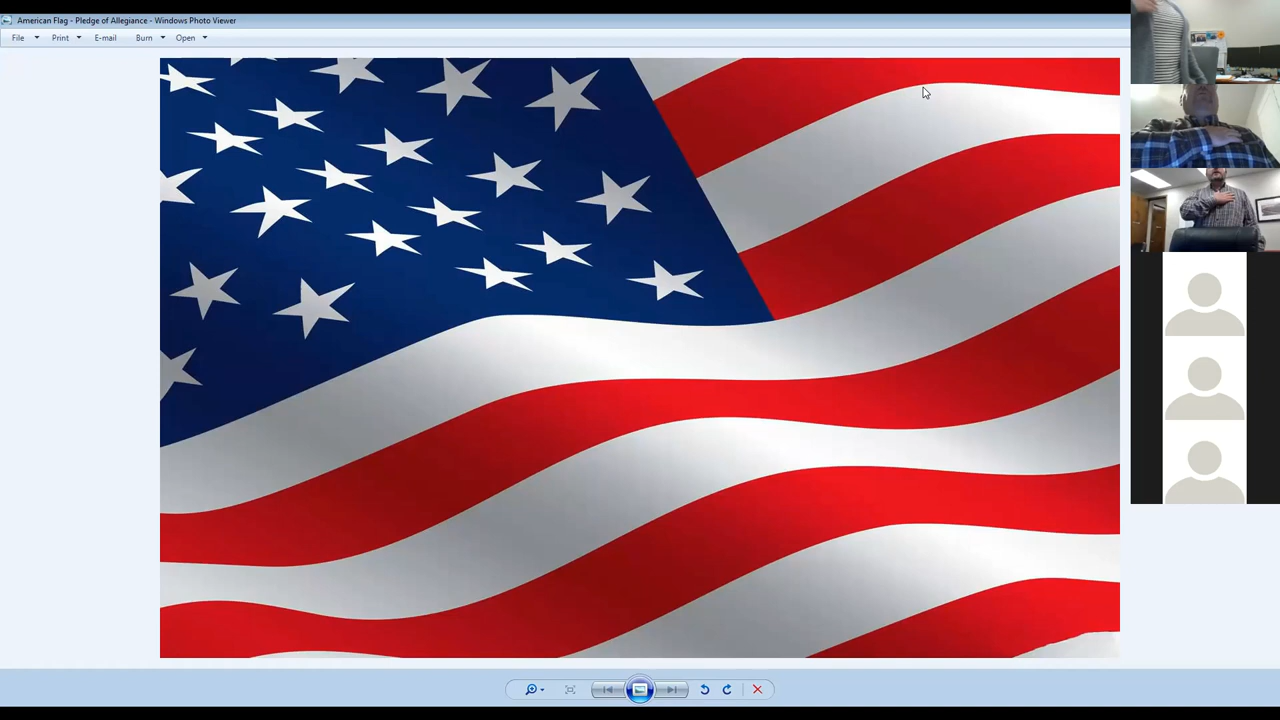 American Flag - Pledge of Allegiance - Windows Photo Viewer
File Print E-mail Burn Open